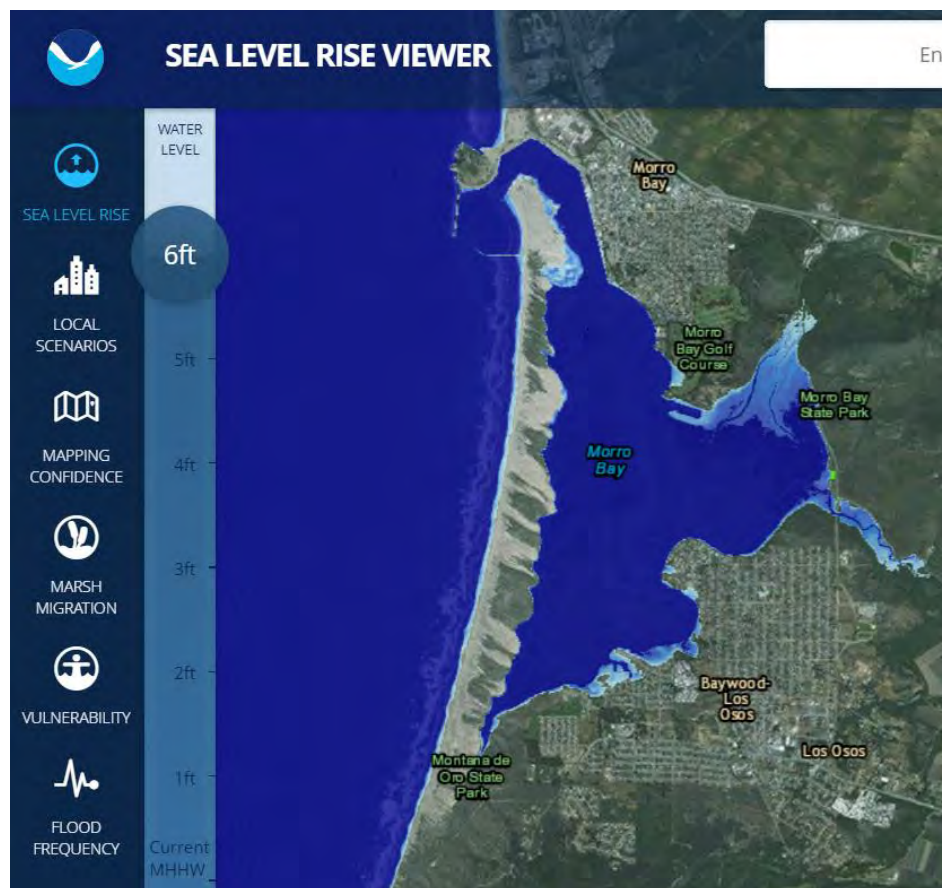 SEA LEVEL RISE VIEWER
En
WATER
LEVEL
SEA LEVEL RISE
6ft
LOCAL
SCENARIOS
5ft
MAPPING
CONFIDENCE
4ft
MARSH
MIGRATION
3ft
VULNERABILITY
2ft
FLOOD
FREQUENCY
1ft
Current
MHHW
Morro
Bay
Morro
Bay Golf
Course
Morro Bay
State Park
Morro
Bay
Baywood-
Los
Osos
Los Osos
Montana de
Oro State
Park